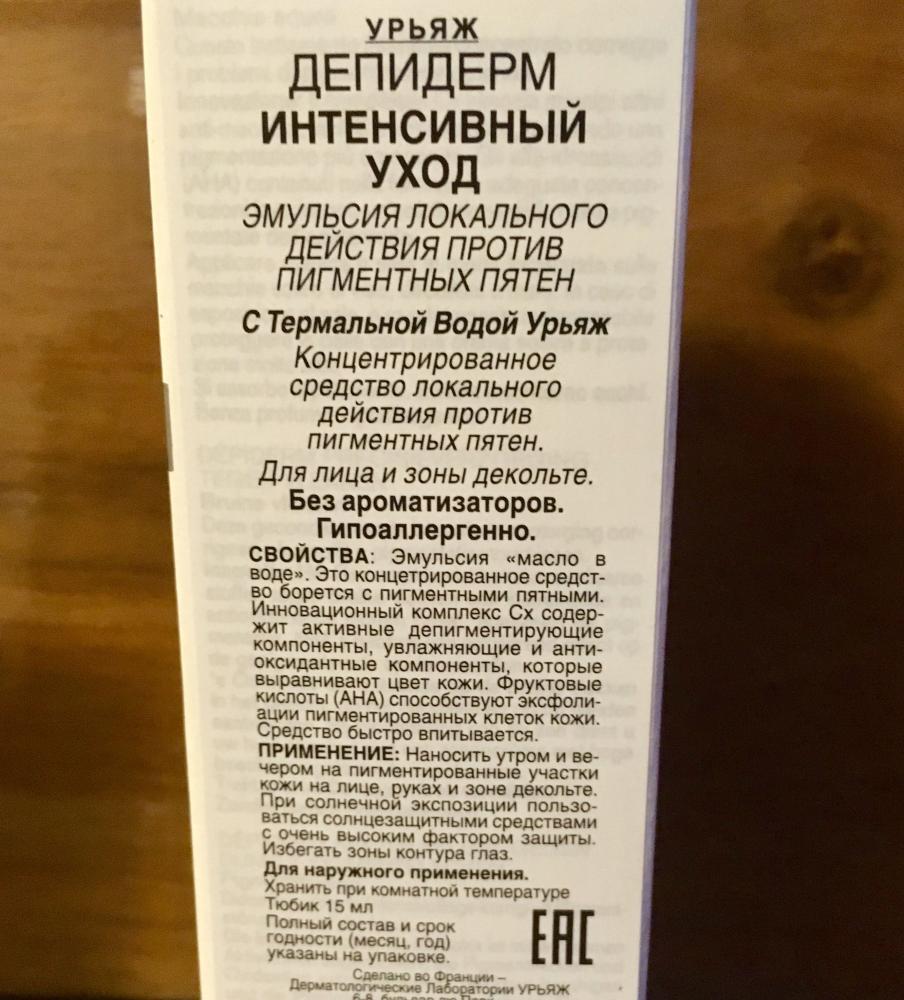 УРЬЯЖ
ДЕПИДЕРМ
ИНТЕНСИВНЫЙ
УХОД
ЭМУЛЬСИЯ ЛОКАЛЬНОГО
ДЕЙСТВИЯ ПРОТИВ
ПИГМЕНТНЫХ ПЯТЕН
С Термальной Водой Урьяж
Концентрированное
средство локального
действия против
пигментных пятен.
Для лица и зоны декольте.
Без ароматизаторов.
Гипоаллергенно.
СВОЙСТВА: Эмульсия «масло в
воде». Это концетрированное средст-
во борется с пигментными пятными.
Инновационный комплекс Сх содер-
жит активные депигментирующие
компоненты, увлажняющие и анти-
оксидантные компоненты, которые
выравнивают цвет кожи. Фруктовые
кислоты (АНА) способствуют эксфоли-
ации пигментированных клеток кожи.
Средство быстро впитывается.
ПРИМЕНЕНИЕ: Наносить утром и ве-
чером на пигментированные участки
кожи на лице, руках и зоне декольте.
При солнечной экспозиции пользо-
ваться солнцезащитными средствами
с очень высоким фактором защиты.
Избегать зоны контура глаз.
Для наружного применения.
Хранить при комнатной температуре
Тюбик 15 мл
Полный состав и срок
годности (месяц, год)
указаны на упаковке.
EAC
Сделано во Франции –
Дерматологические Лаборатории УРЬЯЖ